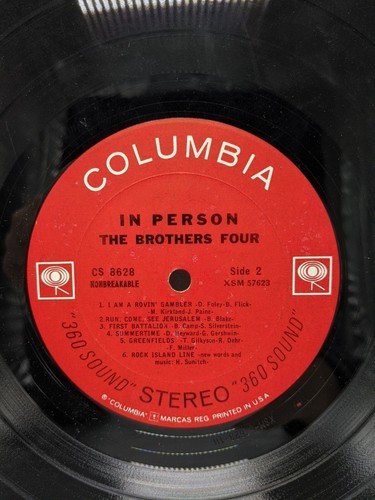 COLUMBIA
IN PERSON
THE BROTHERS FOUR
CS 8628
NONBREAKABLE
Side 2
XSM 57623
1. I AM A ROVIN' GAMBLER -D. Foley-B. Flick-
-M. Kirkland-J. Paine-
2. RUN, COME, SEE JERUSALEM -B. Blake-
3. FIRST BATTALION -B. Camp-S. Silverstein-
4. SUMMERTIME -D. Heyward-G. Gershwin-
5. GREENFIELDS -T. Gilkyson-R. Dehr-
-F. Miller-
6. ROCK ISLAND LINE -new words and
music: H. Somitch-
"360 SOUND" STEREO "360 SOUND"
® "COLUMBIA" MARCAS REG. PRINTED IN U.S.A.